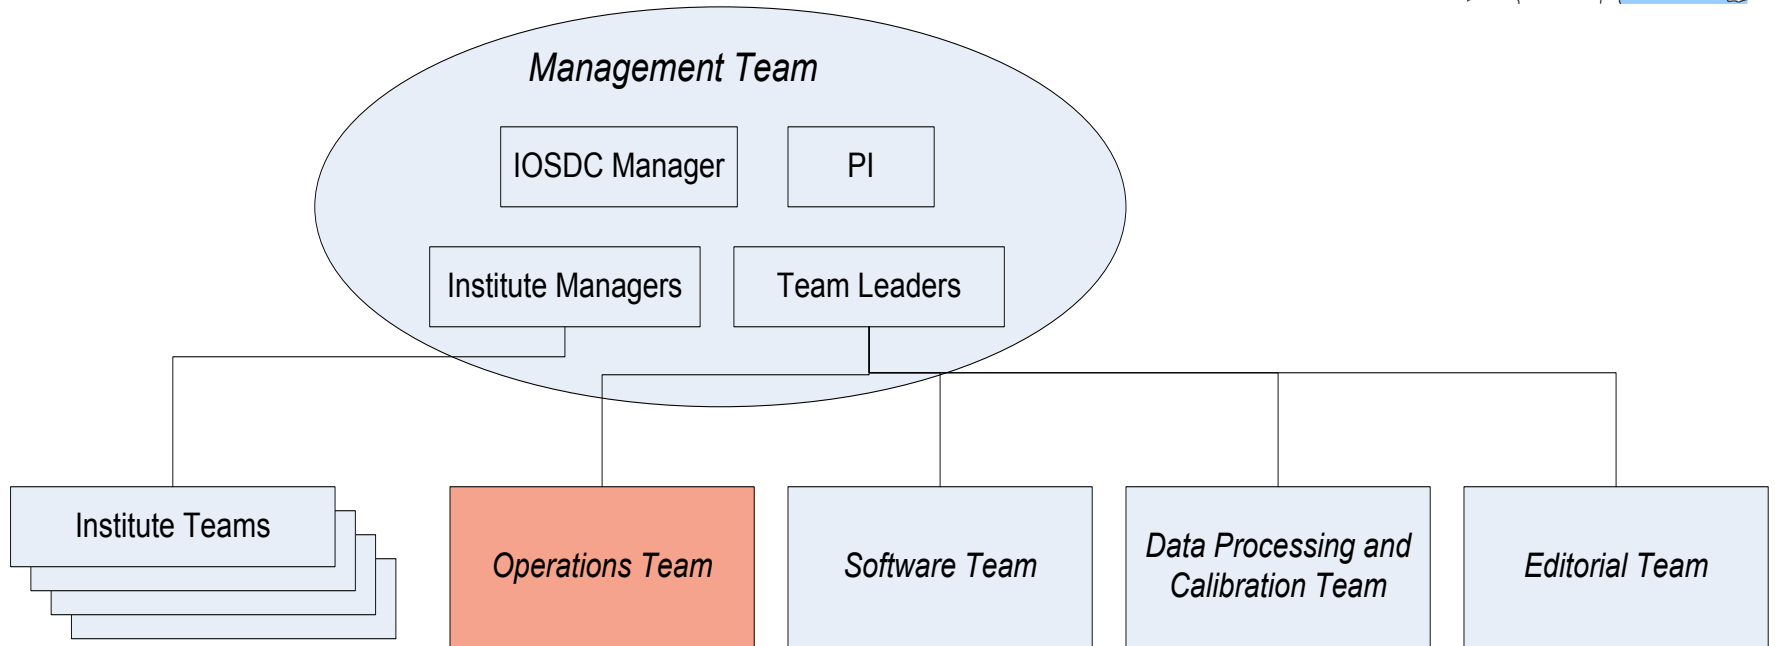 Management Team
IOSDC Manager
PI
Institute Managers
Team Leaders
Institute Teams
Operations Team
Software Team
Data Processing and
Calibration Team
Editorial Team